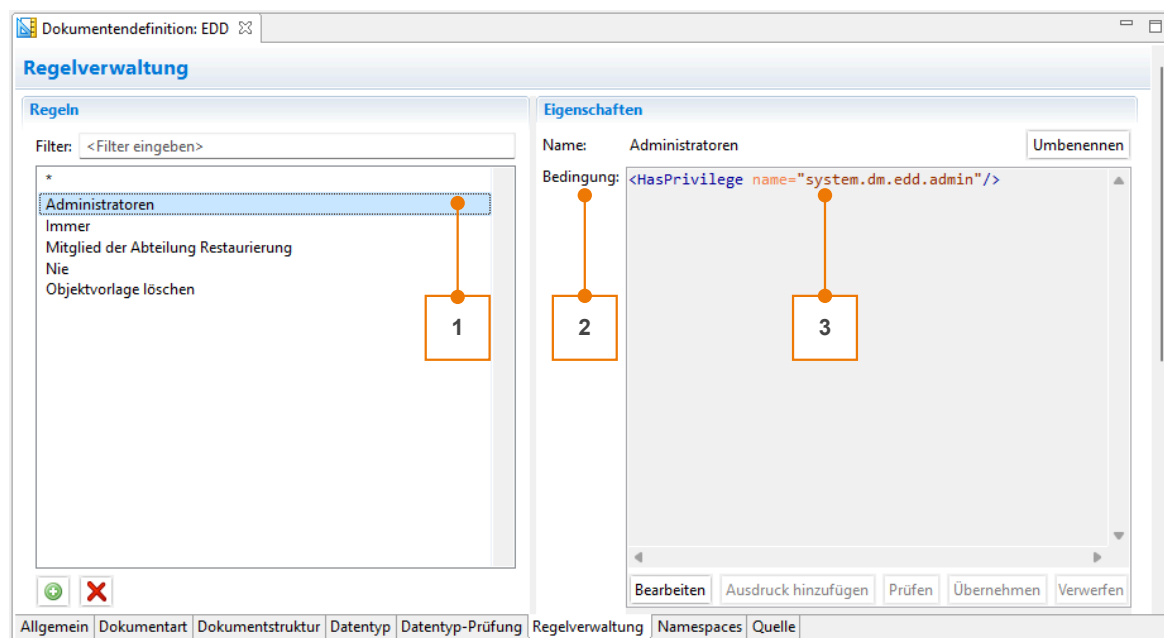 Dokumentendefinition: EDD
Regelverwaltung
Regeln
Filter: <Filter eingeben>
*
Administratoren
Immer
Mitglied der Abteilung Restaurierung
Nie
Objektvorlage löschen
1
Eigenschaften
Name: Administratoren Umbenennen
Bedingung: <HasPrivilege name="system.dm.edd.admin"/>
2 3
Bearbeiten Ausdruck hinzufügen Prüfen Übernehmen Verwerfen
Allgemein Dokumentart Dokumentstruktur Datentyp Datentyp-Prüfung Regelverwaltung Namespaces Quelle